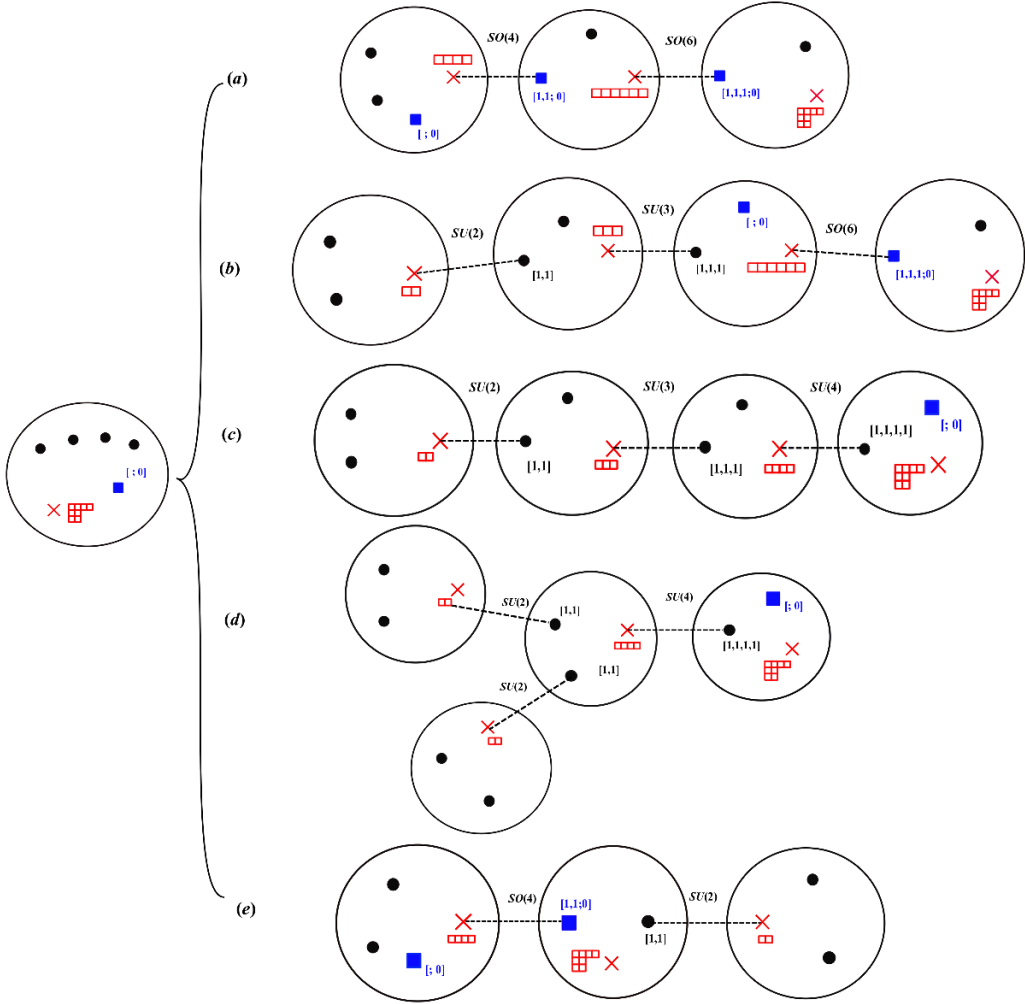 SO(4) SO(6)
(a)
[1,1; 0] [1,1,1;0]
[ ; 0]
SU(2) SU(3) [ ; 0] SO(6)
(b)
[1,1] [1,1,1] [1,1,1;0]
SU(2) SU(3) SU(4)
(c)
[1,1] [1,1,1] [1,1,1,1] [; 0]
[ ; 0]
(d)
SU(2) [1,1] SU(4) [; 0]
[1,1,1,1]
SU(2) [1,1]
(e)
SO(4) [1,1;0] SU(2)
[; 0] [1,1]